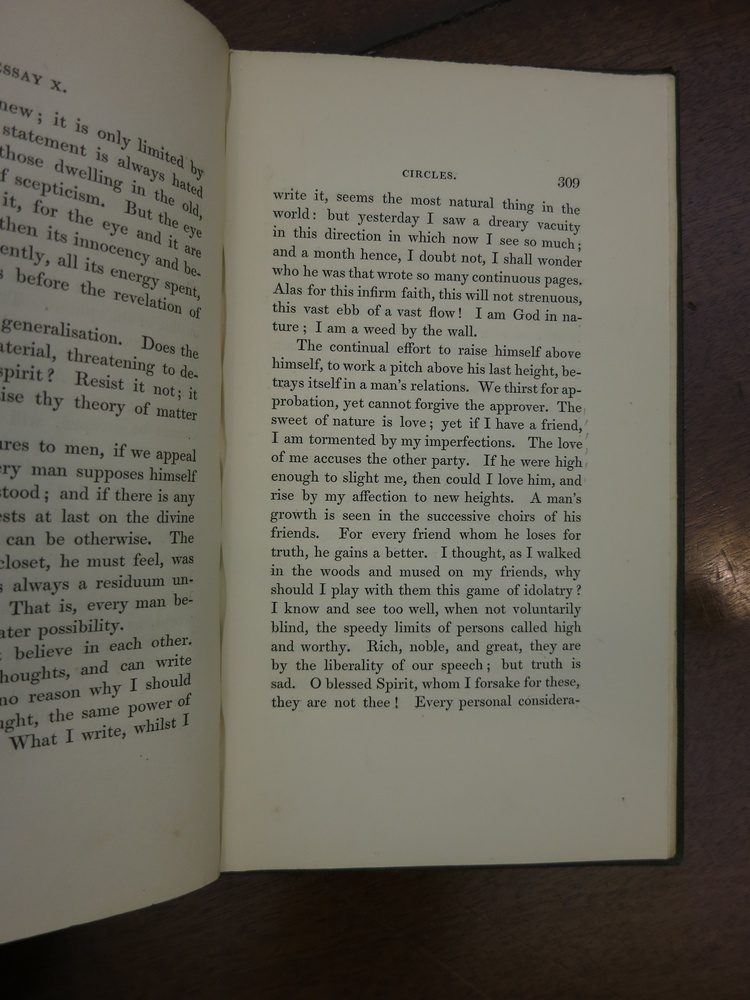 ESSAY X.
new; it is only limited by
statement is always hated
those dwelling in the old,
f scepticism. But the eye
it, for the eye and it are
then its innocency and be-
ently, all its energy spent,
s before the revelation of
generalisation. Does the
aterial, threatening to de-
spirit? Resist it not; it
ise thy theory of matter
ures to men, if we appeal
ery man supposes himself
stood; and if there is any
ests at last on the divine
can be otherwise. The
closet, he must feel, was
s always a residuum un-
That is, every man be-
ater possibility.
believe in each other.
houghts, and can write
no reason why I should
ught, the same power of
What I write, whilst I
CIRCLES. 309
write it, seems the most natural thing in the
world: but yesterday I saw a dreary vacuity
in this direction in which now I see so much;
and a month hence, I doubt not, I shall wonder
who he was that wrote so many continuous pages.
Alas for this infirm faith, this will not strenuous,
this vast ebb of a vast flow! I am God in na-
ture; I am a weed by the wall.
The continual effort to raise himself above
himself, to work a pitch above his last height, be-
trays itself in a man's relations. We thirst for ap-
probation, yet cannot forgive the approver. The
sweet of nature is love; yet if I have a friend,
I am tormented by my imperfections. The love
of me accuses the other party. If he were high
enough to slight me, then could I love him, and
rise by my affection to new heights. A man's
growth is seen in the successive choirs of his
friends. For every friend whom he loses for
truth, he gains a better. I thought, as I walked
in the woods and mused on my friends, why
should I play with them this game of idolatry?
I know and see too well, when not voluntarily
blind, the speedy limits of persons called high
and worthy. Rich, noble, and great, they are
by the liberality of our speech; but truth is
sad. O blessed Spirit, whom I forsake for these,
they are not thee! Every personal considera-